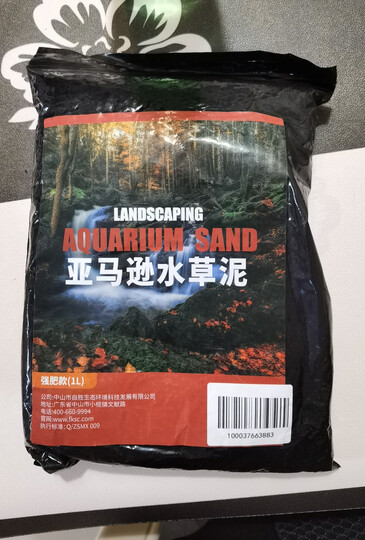 LANDSCAPING
AQUARIUM SAND
亚马逊水草泥
强肥款(1L)
公司:中山市自胜生态环境科技发展有限公司
地址:广东省中山市小榄镇文献路
电话:400-660-9994
官网:www.fksc.com
执行标准: Q/ZSMX 009
100037663883